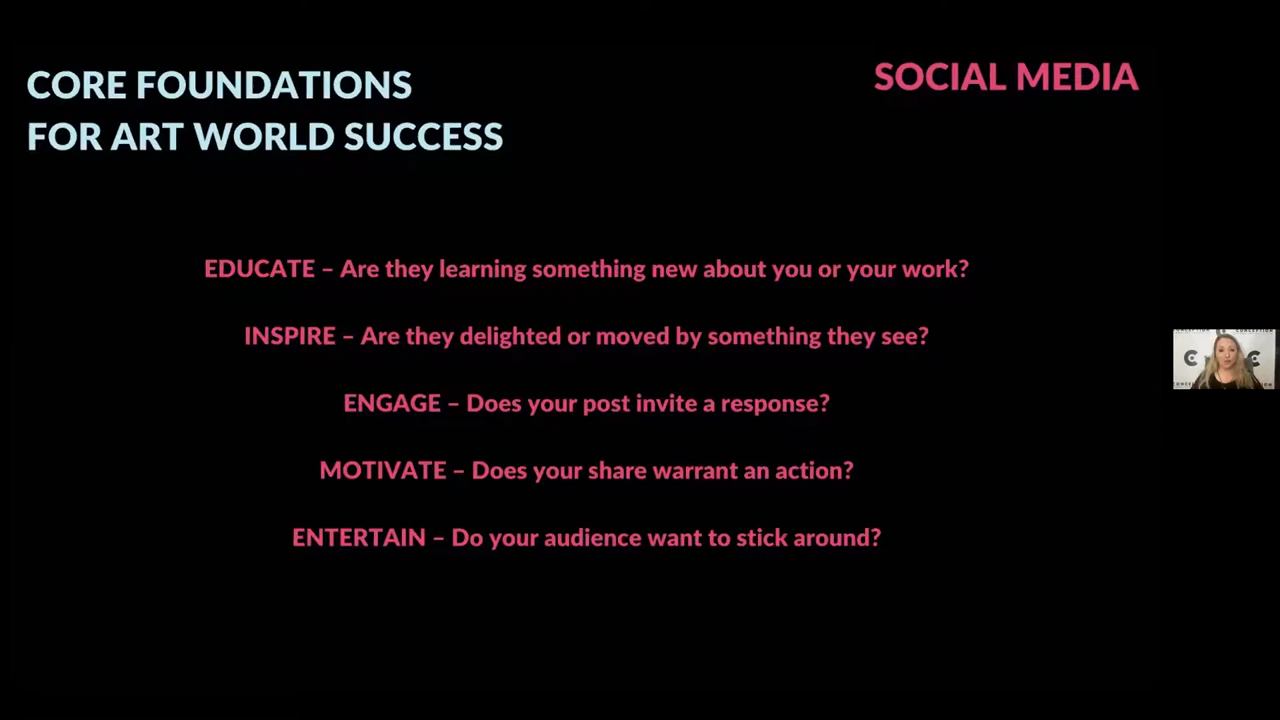 CORE FOUNDATIONS
FOR ART WORLD SUCCESS
SOCIAL MEDIA
EDUCATE – Are they learning something new about you or your work?
INSPIRE – Are they delighted or moved by something they see?
ENGAGE – Does your post invite a response?
MOTIVATE – Does your share warrant an action?
ENTERTAIN – Do your audience want to stick around?